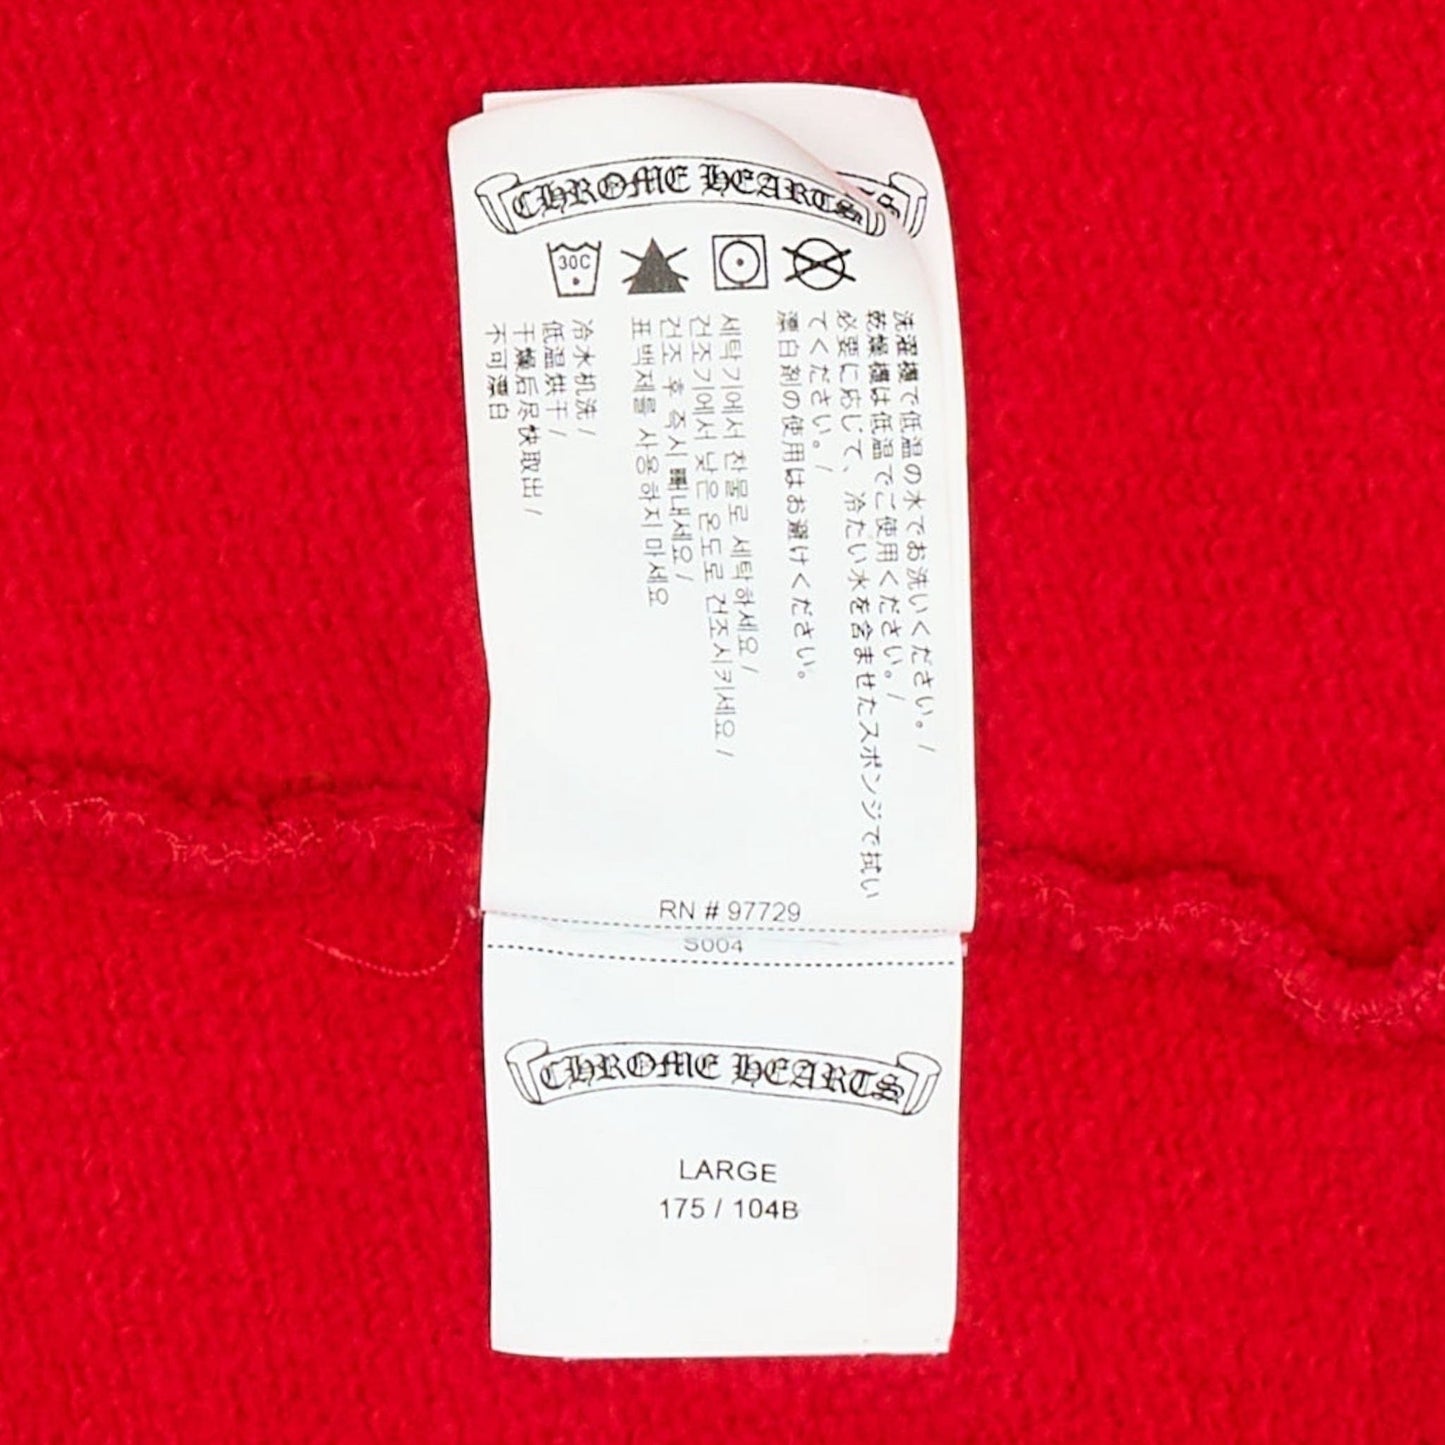 CHROME HEARTS
S
30C
洗濯機で低温の水でお洗いください。/
乾燥機は低温でご使用ください。/
必要に応じて、冷たい水を含ませたスポンジで拭い
てください。/
漂白剤の使用はお避けください。
세탁기에서 찬물로 세탁하세요/
건조기에서 낮은 온도로 건조시키세요/
건조 후 즉시 빼내세요/
표백제를 사용하지 마세요
冷水机洗/
低温烘干/
干燥后尽快取出/
不可漂白
RN # 97729
S004
CHROME HEARTS
LARGE
175 / 104B